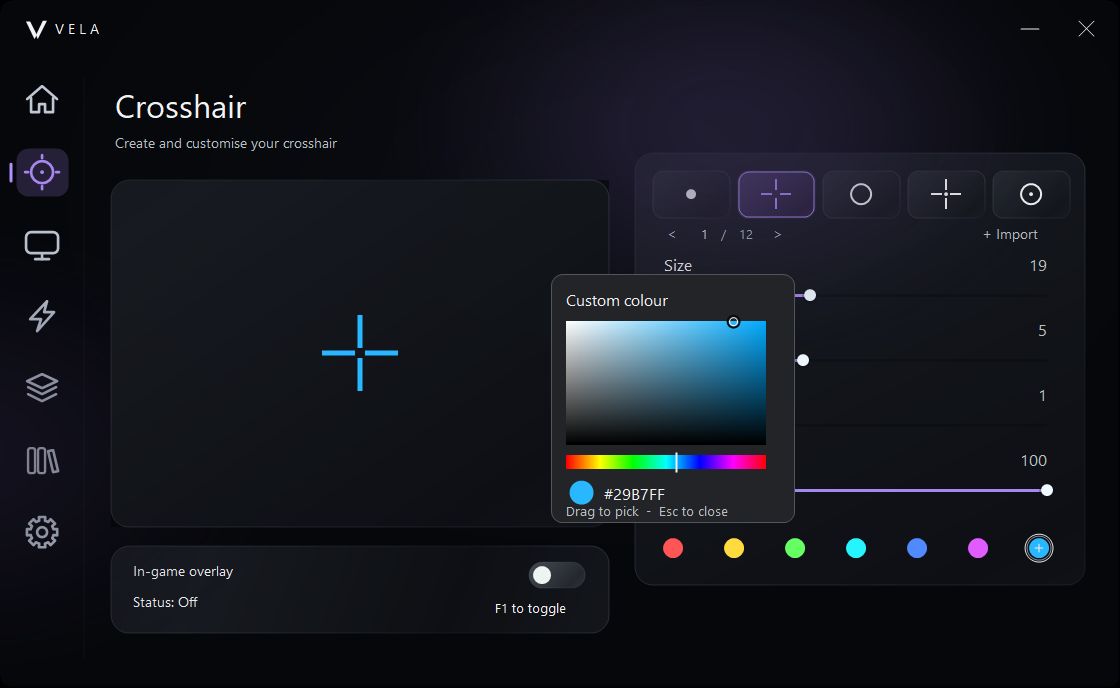 VELA
Crosshair
Create and customise your crosshair
< 1 / 12 >
+ Import
Size 19
5
1
100
Custom colour
#29B7FF
Drag to pick - Esc to close
In-game overlay
Status: Off
F1 to toggle